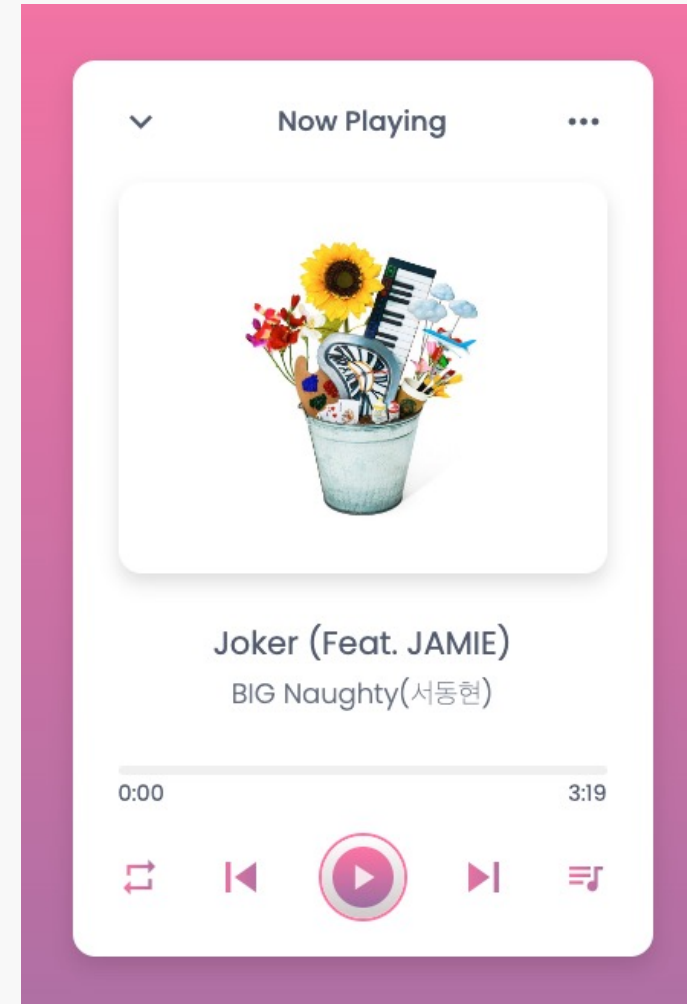 Now Playing
Joker (Feat. JAMIE)
BIG Naughty(서동현)
0:00 3:19